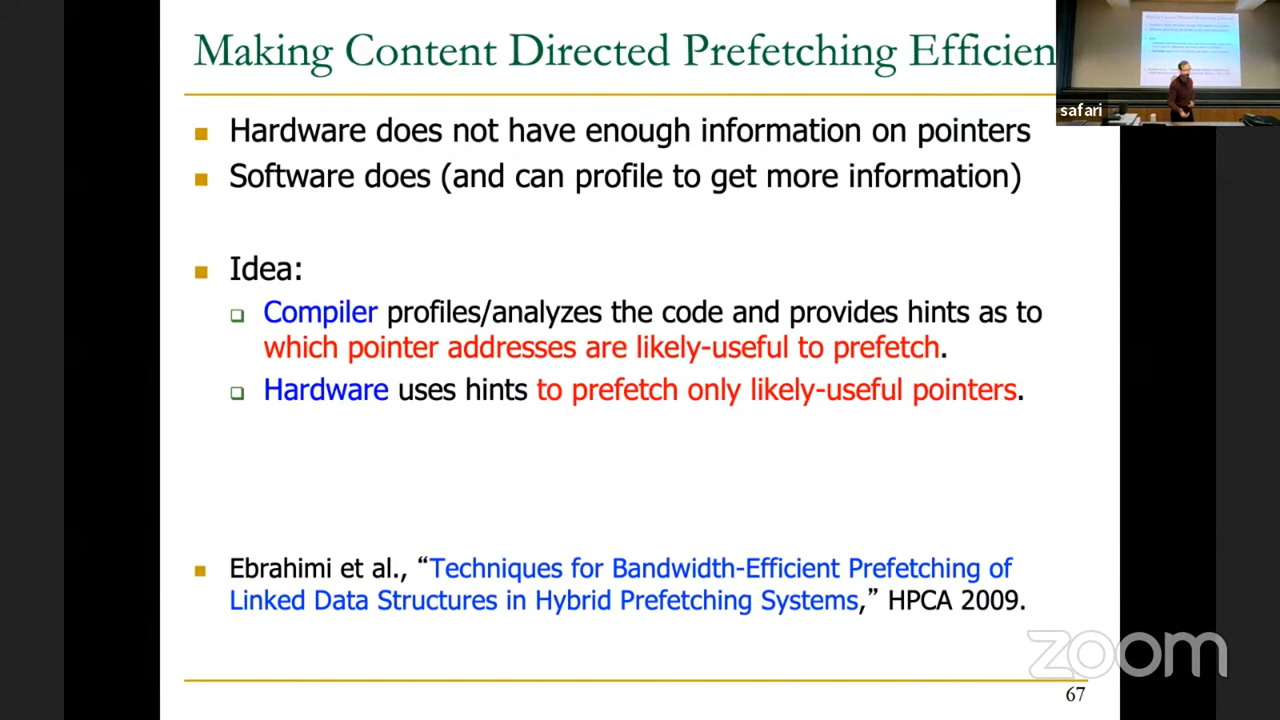 Making Content Directed Prefetching Efficien
safari
Hardware does not have enough information on pointers
Software does (and can profile to get more information)
Idea:
Compiler profiles/analyzes the code and provides hints as to
which pointer addresses are likely-useful to prefetch.
Hardware uses hints to prefetch only likely-useful pointers.
Ebrahimi et al., “Techniques for Bandwidth-Efficient Prefetching of
Linked Data Structures in Hybrid Prefetching Systems,” HPCA 2009.
zoom
67